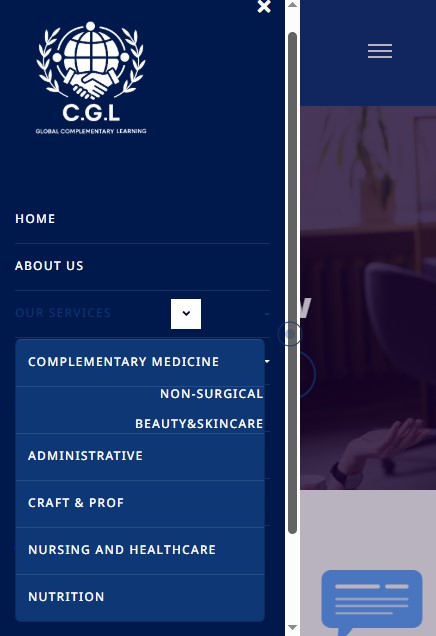 C.G.L
GLOBAL COMPLEMENTARY LEARNING
HOME
ABOUT US
OUR SERVICES
COMPLEMENTARY MEDICINE
NON-SURGICAL
BEAUTY&SKINCARE
ADMINISTRATIVE
CRAFT & PROF
NURSING AND HEALTHCARE
NUTRITION